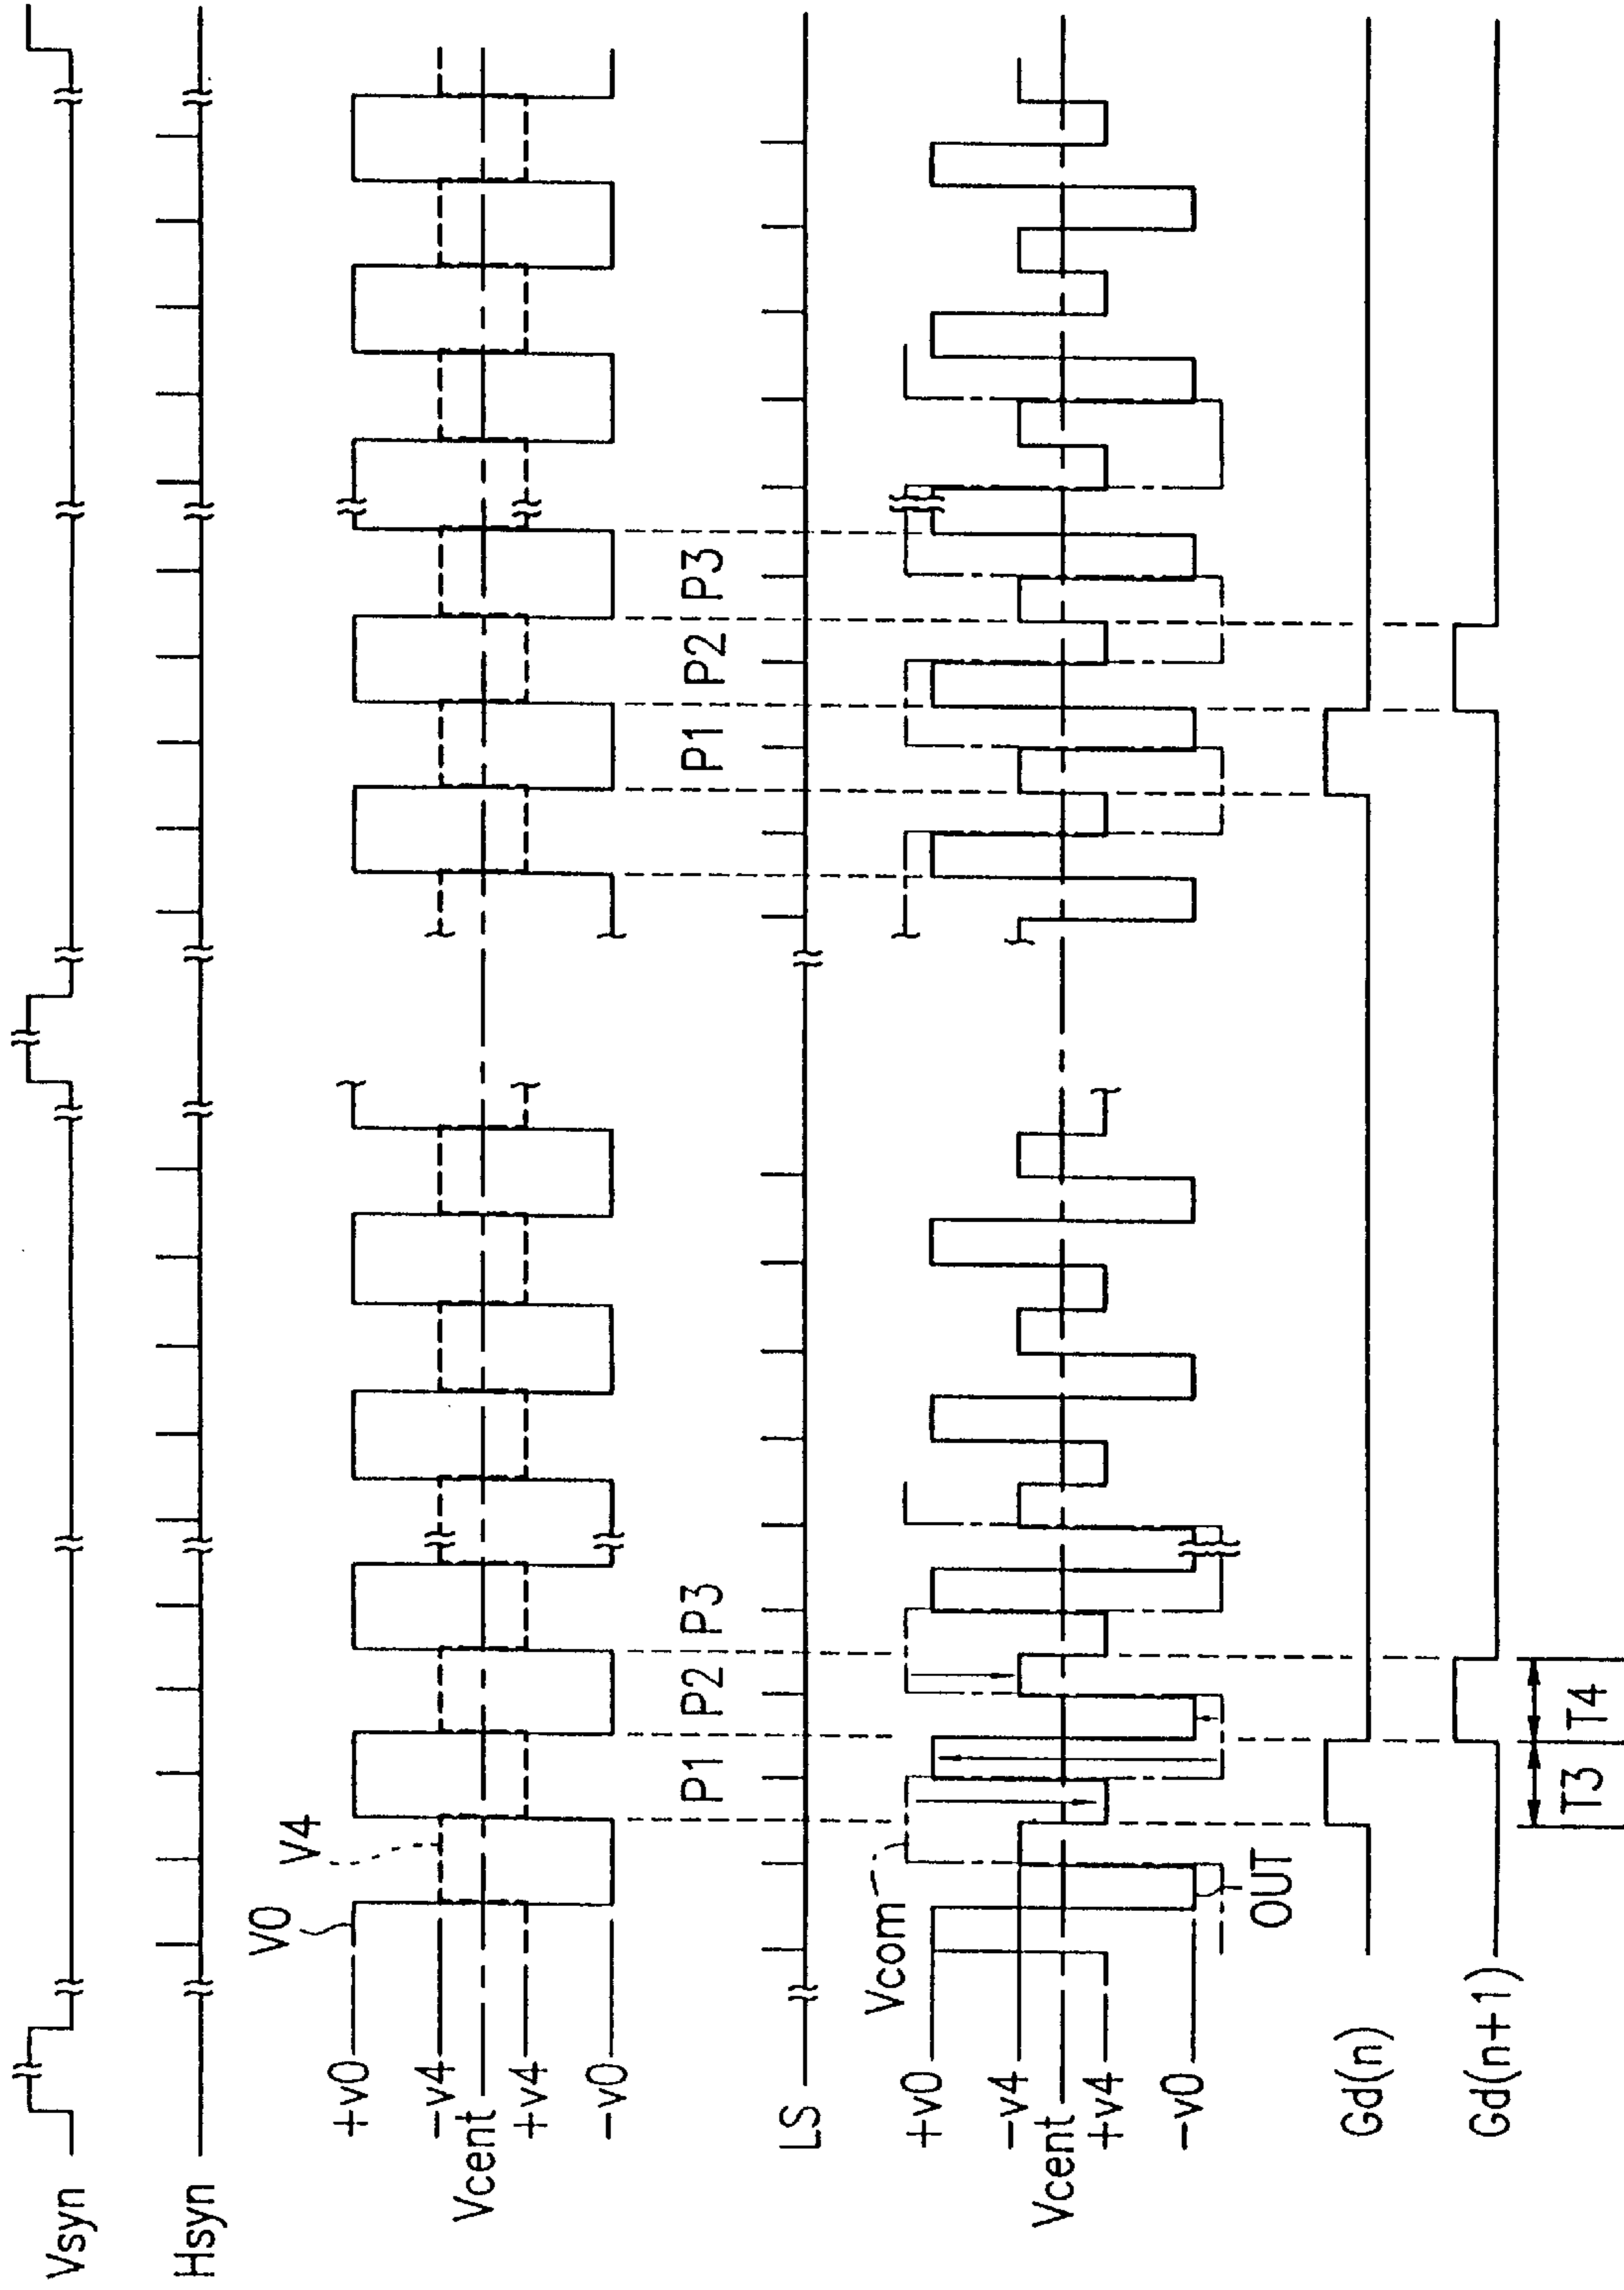 Vsyn
Hsyn
V0
V4
+v0
-v4
Vcent
+v4
-v0
P1 P2 P3
P1 P2 P3
LS
Vcom
+v0
-v4
Vcent
+v4
-v0
OUT
Gd(n)
Gd(n+1)
T3
T4